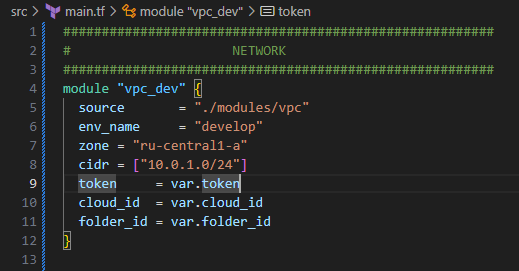 src > main.tf > module "vpc_dev" > token
1 ########################################################
2 #                     NETWORK
3 ########################################################
4 module "vpc_dev" {
5   source       = "./modules/vpc"
6   env_name     = "develop"
7   zone = "ru-central1-a"
8   cidr = ["10.0.1.0/24"]
9   token      = var.token
10   cloud_id  = var.cloud_id
11   folder_id = var.folder_id
12 }
13